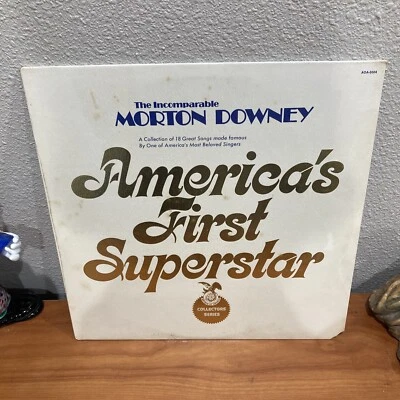 The Incomparable
MORTON DOWNEY
A Collection of 18 Great Songs made famous
By One of America's Most Beloved Singers
America's
First
Superstar
COLLECTORS
SERIES